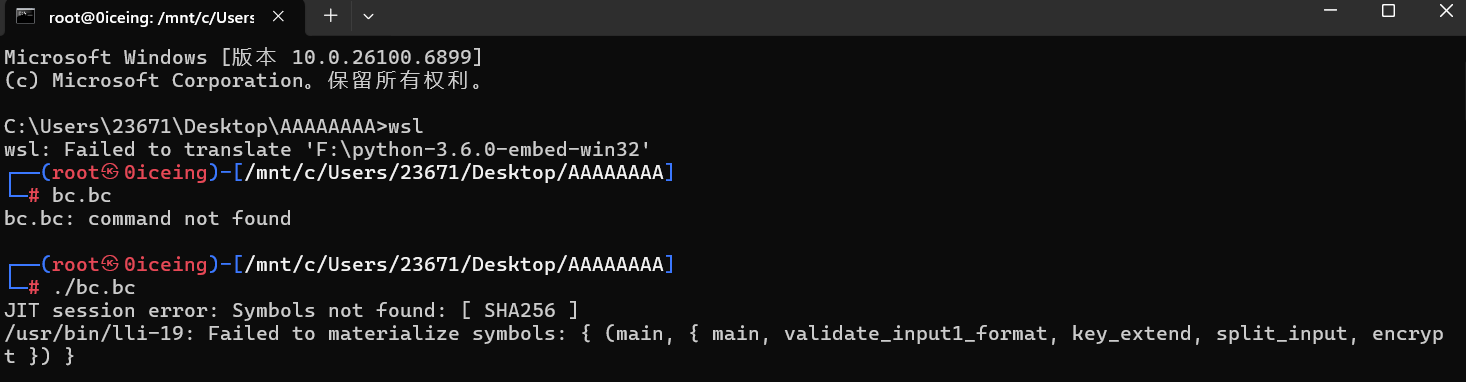 root@0iceing: /mnt/c/Users
Microsoft Windows [版本 10.0.26100.6899]
(c) Microsoft Corporation。保留所有权利。
C:\Users\23671\Desktop\AAAAAAAA>wsl
wsl: Failed to translate 'F:\python-3.6.0-embed-win32'
┌──(root㉿0iceing)-[/mnt/c/Users/23671/Desktop/AAAAAAAA]
└─# bc.bc
bc.bc: command not found
┌──(root㉿0iceing)-[/mnt/c/Users/23671/Desktop/AAAAAAAA]
└─# ./bc.bc
JIT session error: Symbols not found: [ SHA256 ]
/usr/bin/lli-19: Failed to materialize symbols: { (main, { main, validate_input1_format, key_extend, split_input, encryp
t }) }